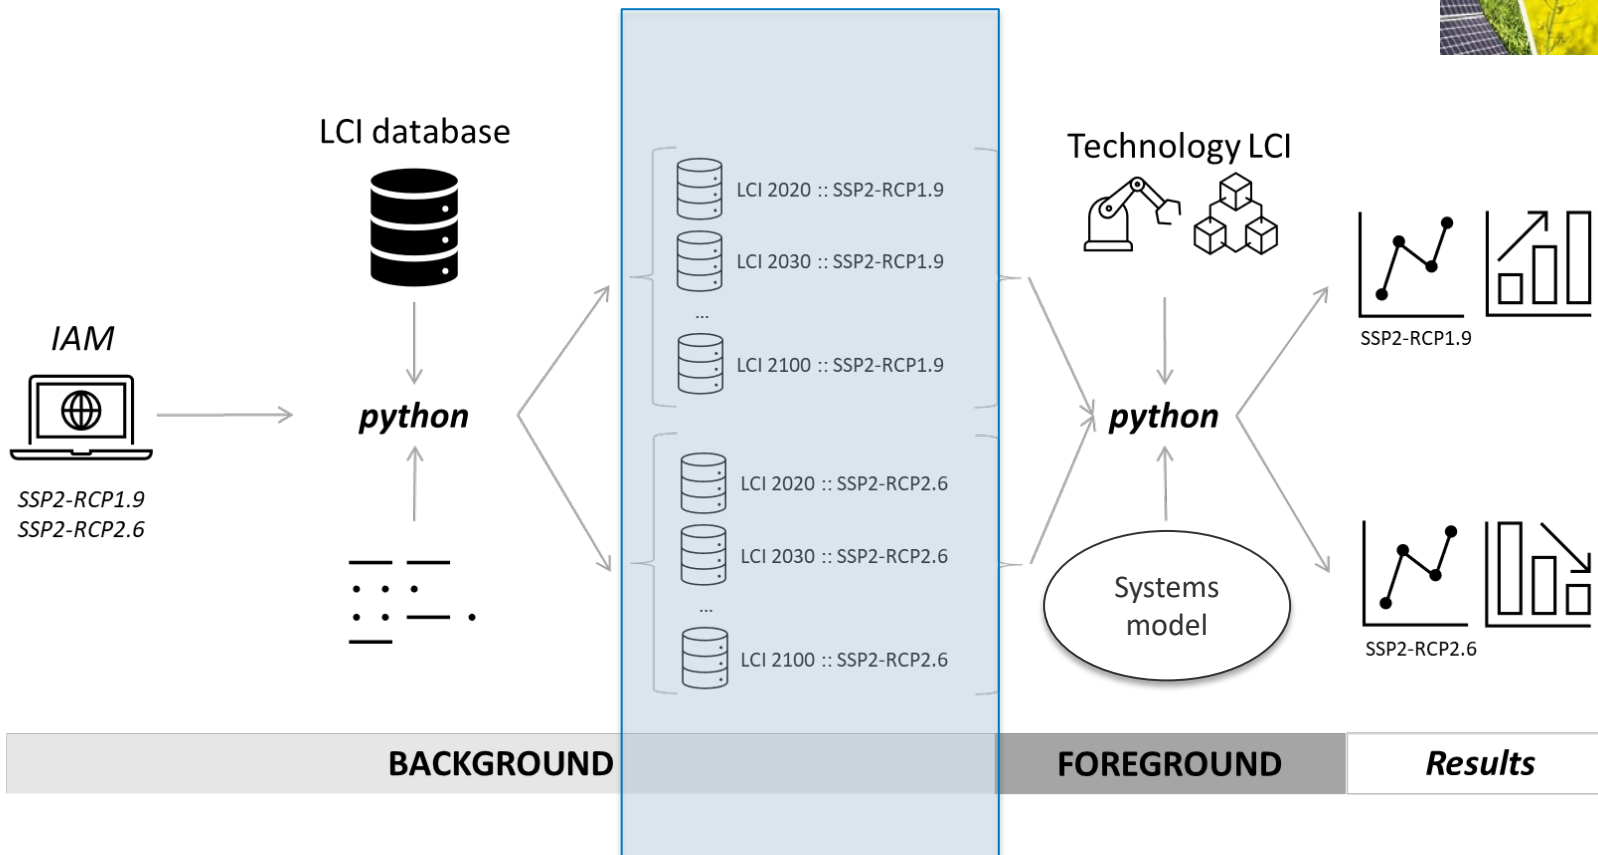 LCI database
IAM
SSP2-RCP1.9
SSP2-RCP2.6
python
LCI 2020 :: SSP2-RCP1.9
LCI 2030 :: SSP2-RCP1.9
...
LCI 2100 :: SSP2-RCP1.9
LCI 2020 :: SSP2-RCP2.6
LCI 2030 :: SSP2-RCP2.6
...
LCI 2100 :: SSP2-RCP2.6
Technology LCI
python
Systems
model
SSP2-RCP1.9
SSP2-RCP2.6
BACKGROUND
FOREGROUND
Results